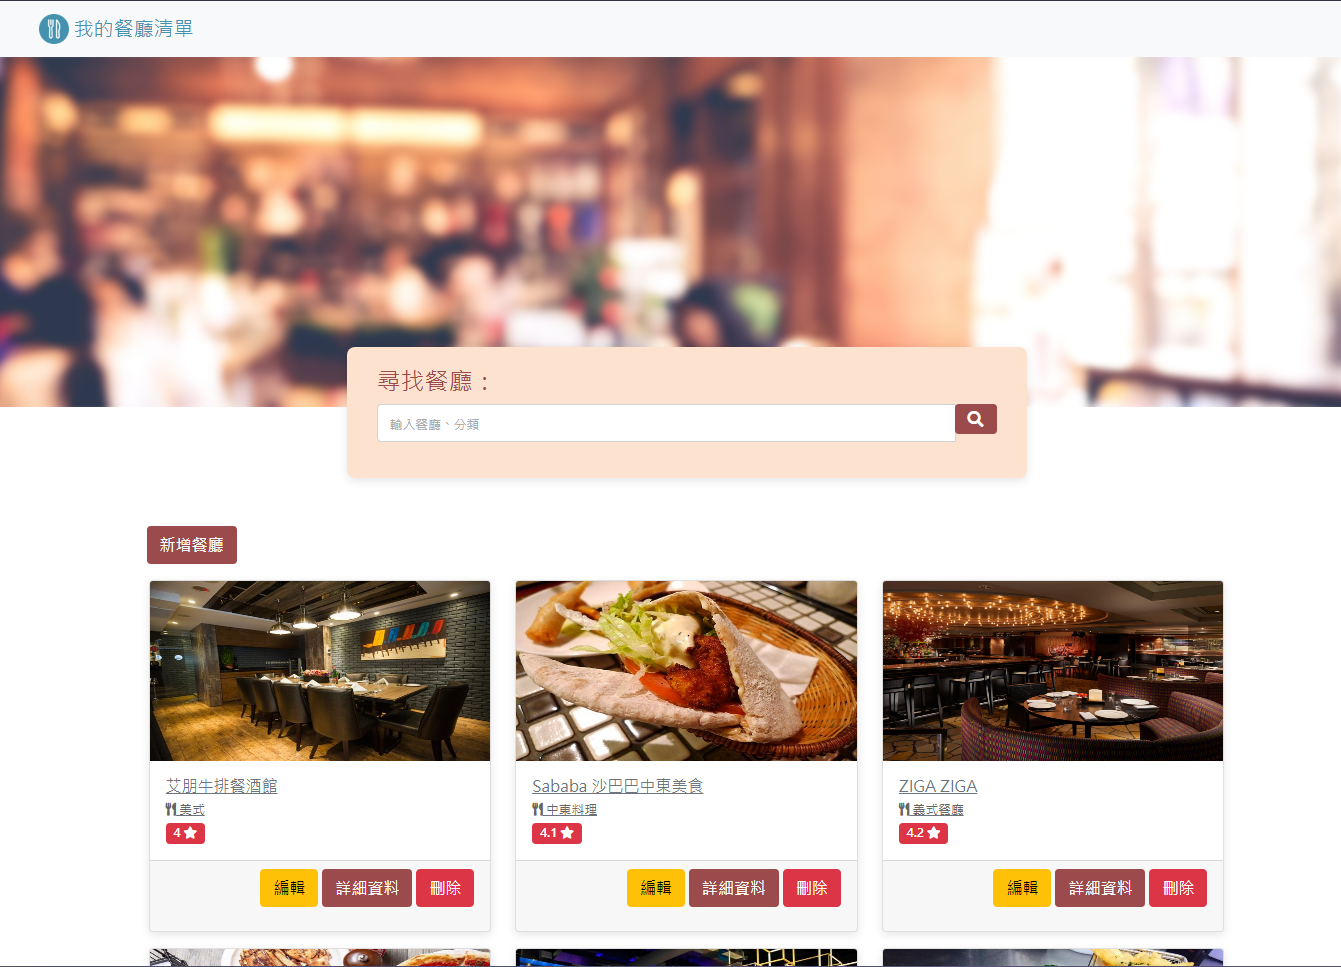 我的餐廳清單
尋找餐廳：
輸入餐廳、分類
新增餐廳
艾朋牛排餐酒館
美式
4
編輯 詳細資料 刪除
Sababa 沙巴巴中東美食
中東料理
4.1
編輯 詳細資料 刪除
ZIGA ZIGA
義式餐廳
4.2
編輯 詳細資料 刪除